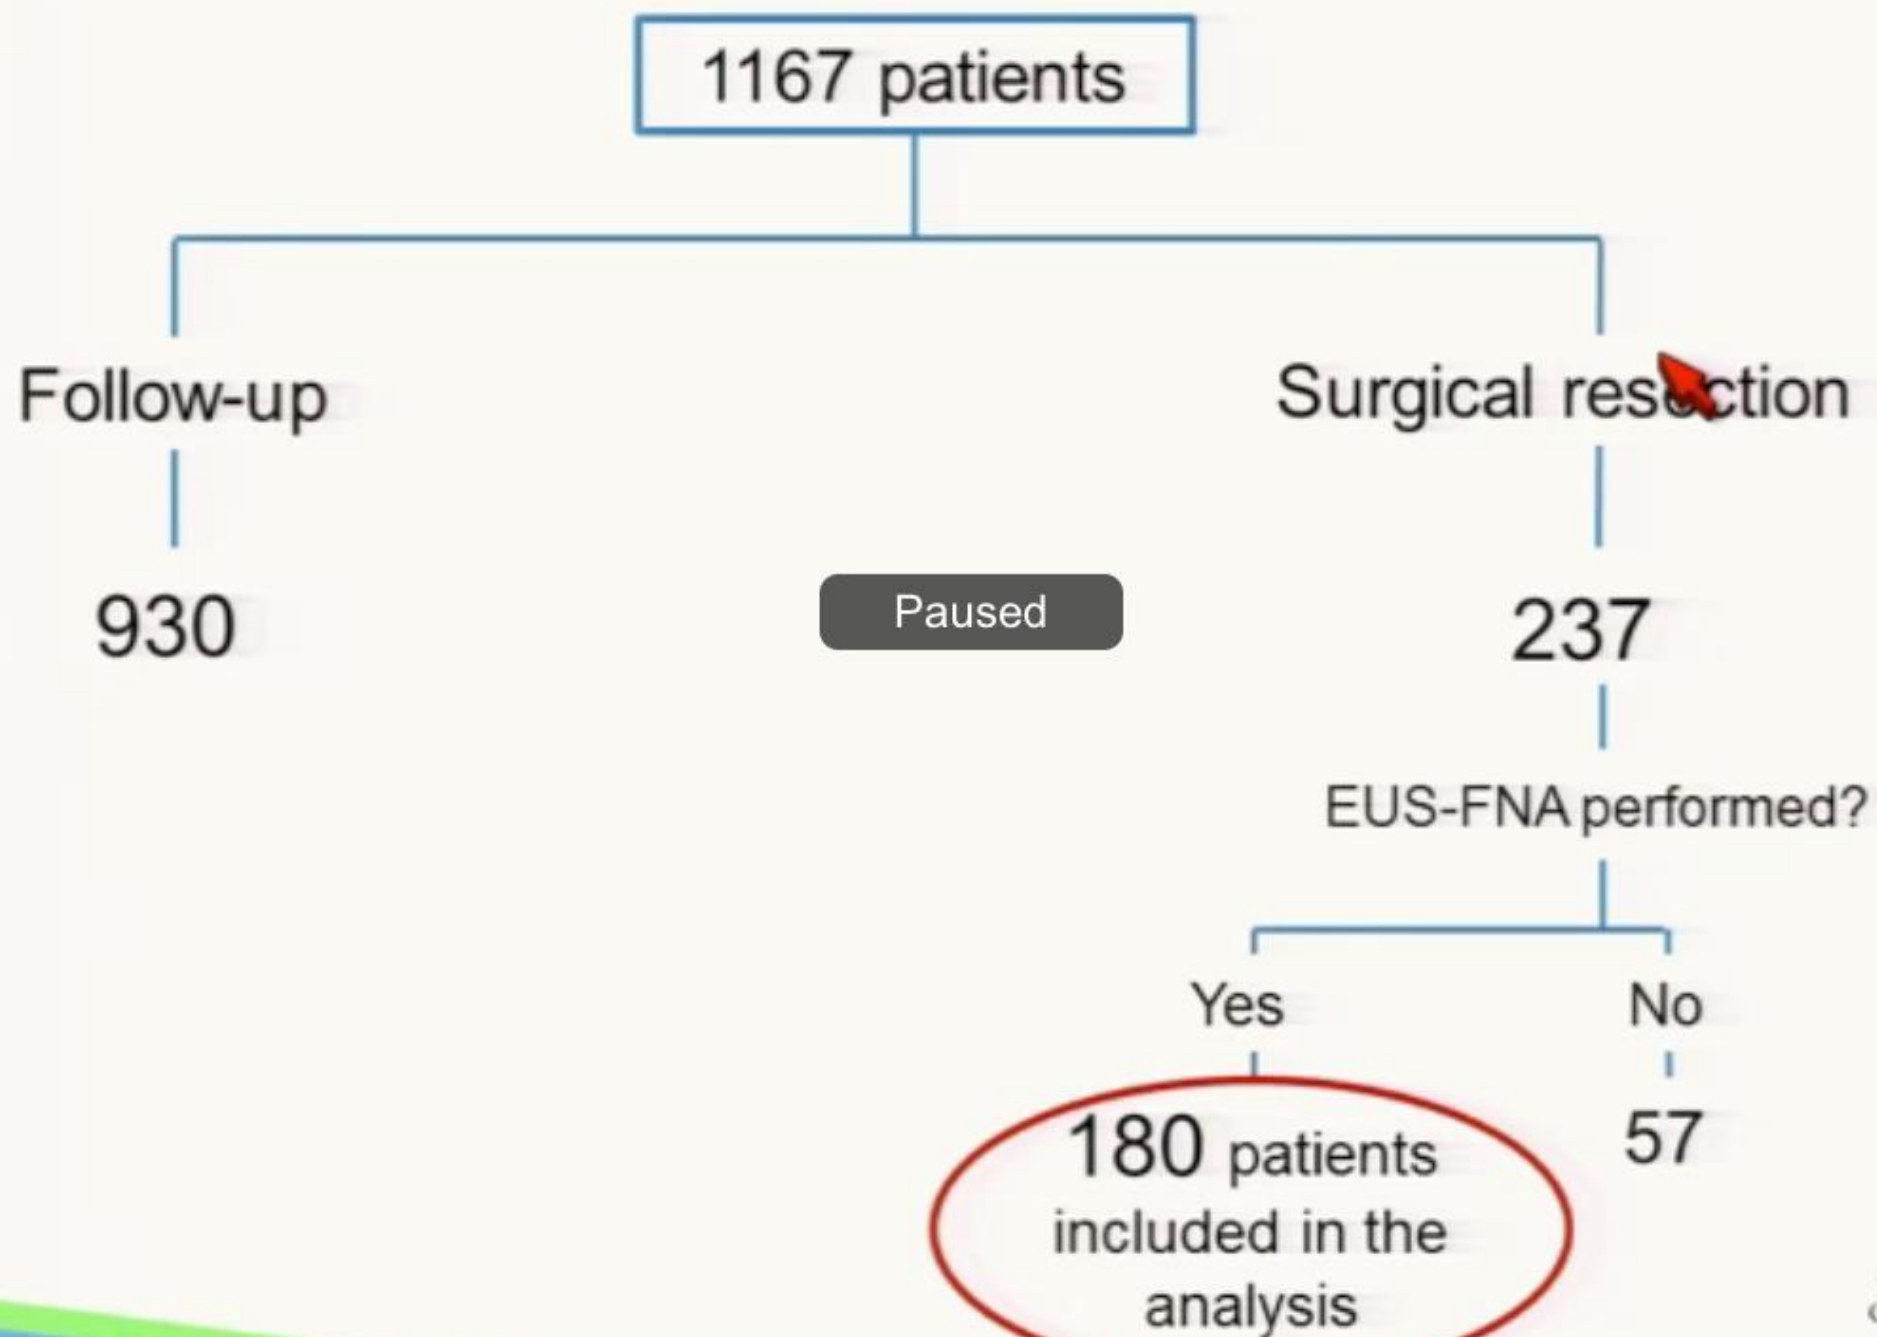 1167 patients
Follow-up
Surgical resection
930
Paused
237
EUS-FNA performed?
Yes
No
180 patients
57
included in the
analysis